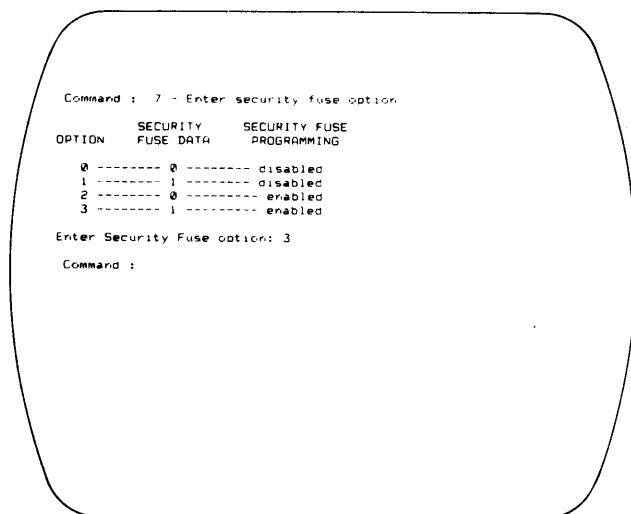 Command : 7 - Enter security fuse option
SECURITY SECURITY FUSE
OPTION FUSE DATA PROGRAMMING
0 -------- 0 -------- disabled
1 -------- 1 -------- disabled
2 -------- 0 -------- enabled
3 -------- 1 -------- enabled
Enter Security Fuse option: 3
Command :